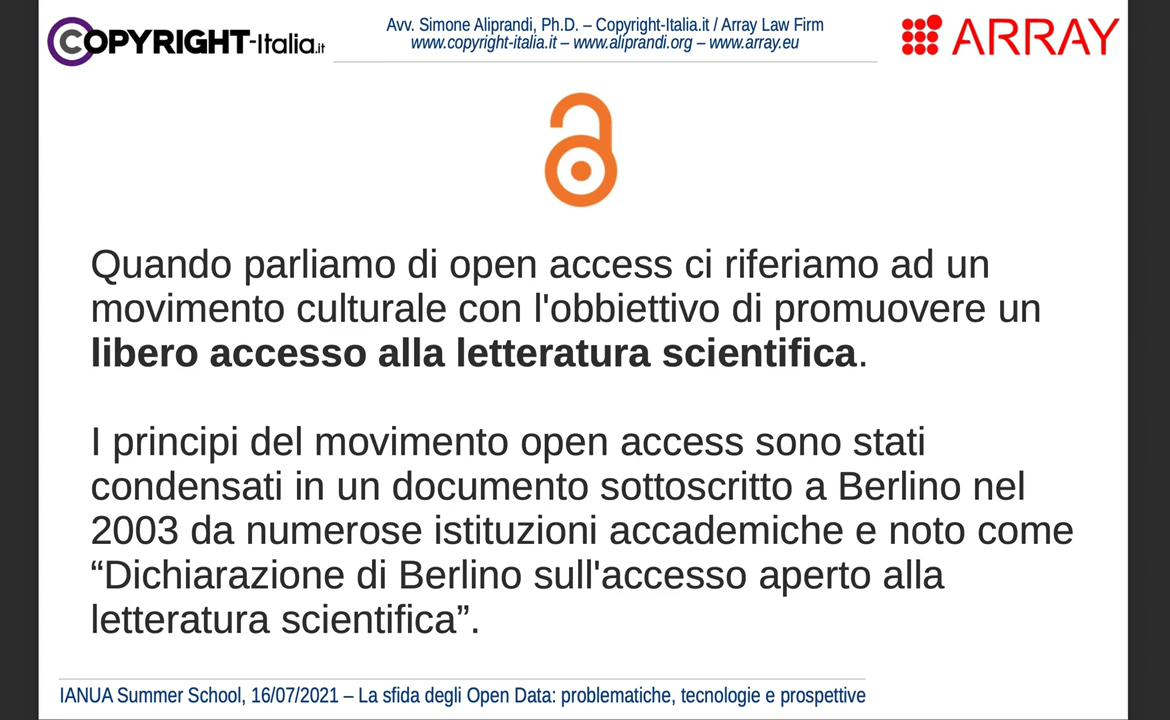 COPYRIGHT-Italia.it
Avv. Simone Aliprandi, Ph.D. – Copyright-Italia.it / Array Law Firm
www.copyright-italia.it – www.aliprandi.org – www.array.eu
ARRAY
Quando parliamo di open access ci riferiamo ad un
movimento culturale con l'obbiettivo di promuovere un
libero accesso alla letteratura scientifica.
I principi del movimento open access sono stati
condensati in un documento sottoscritto a Berlino nel
2003 da numerose istituzioni accademiche e noto come
“Dichiarazione di Berlino sull'accesso aperto alla
letteratura scientifica”.
IANUA Summer School, 16/07/2021 – La sfida degli Open Data: problematiche, tecnologie e prospettive